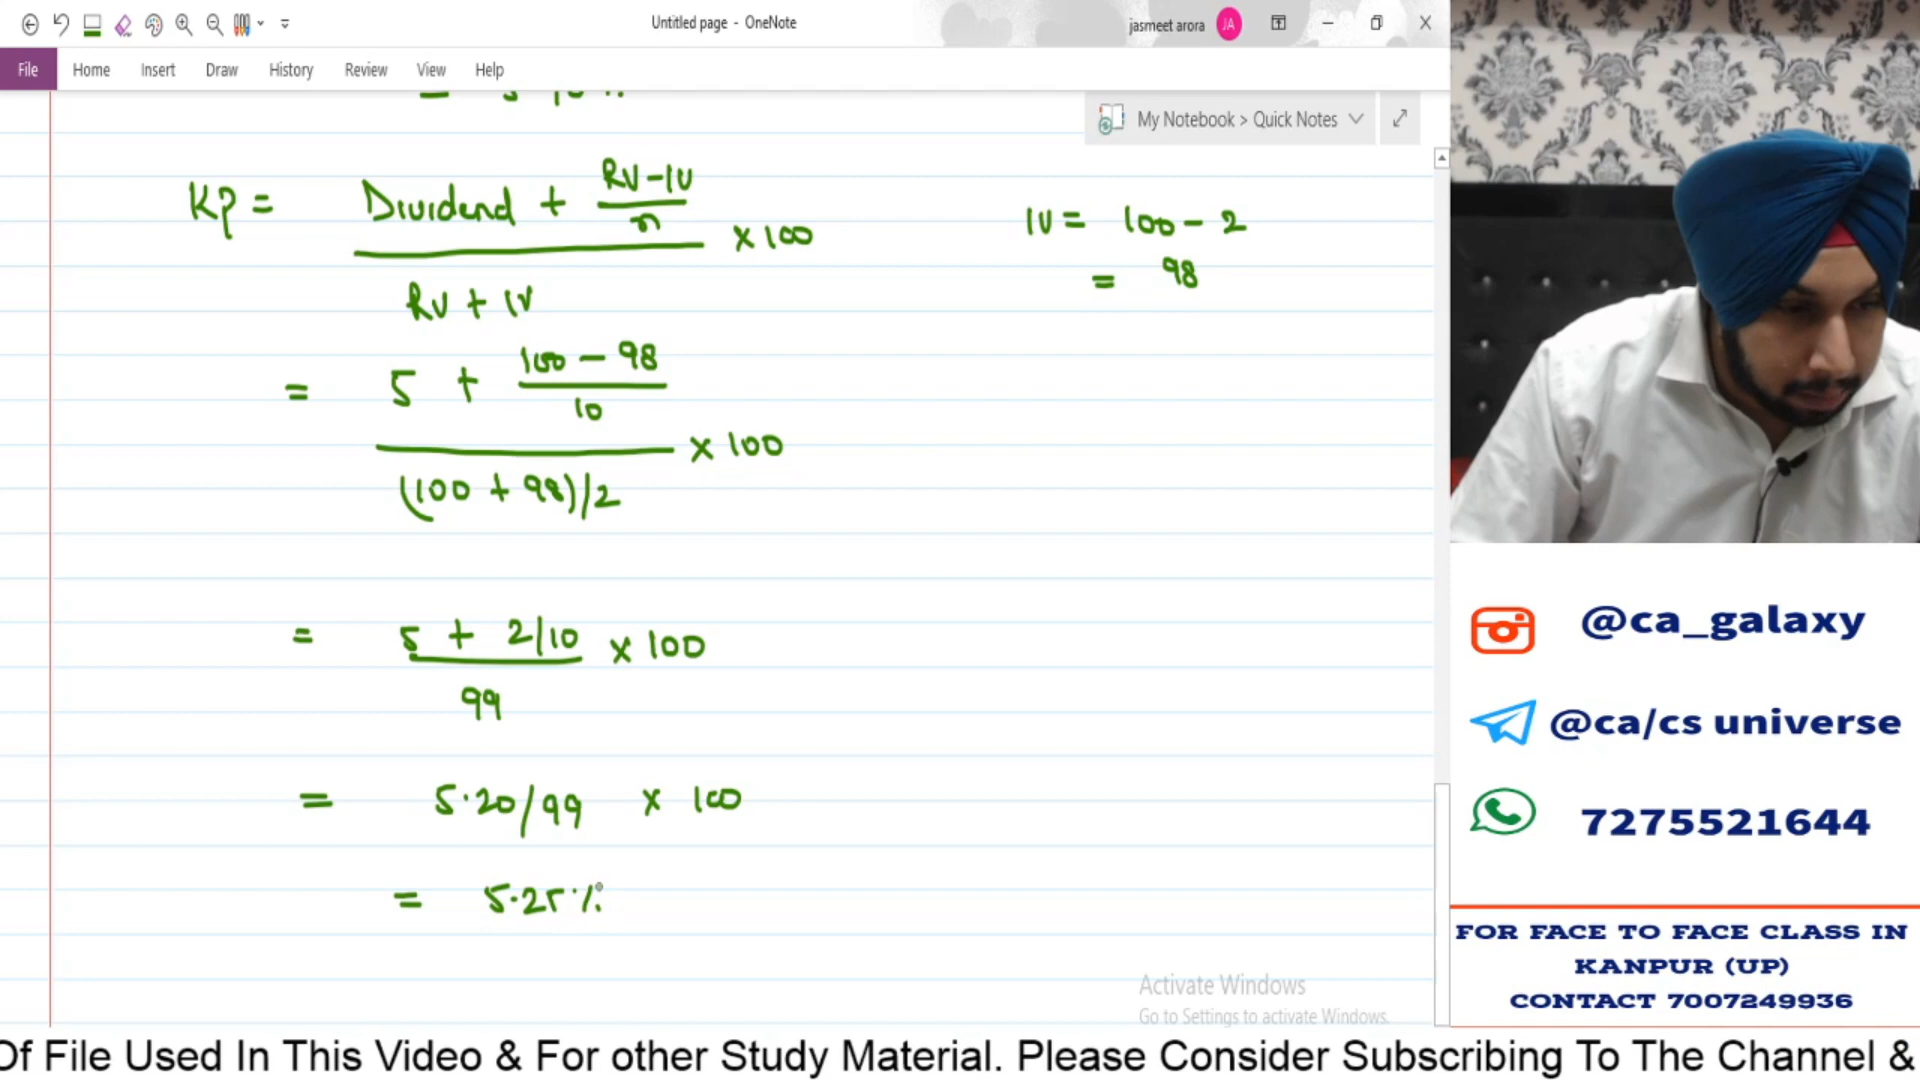 Untitled page - OneNote
jasmeet arora JA
File Home Insert Draw History Review View Help
My Notebook > Quick Notes
Kp = Dividend + RV-IV
n
x 100
RV + IV
IV = 100 - 2
= 98
= 5 + 100 - 98
10
x 100
(100 + 98)/2
= 5 + 2/10 x 100
99
= 5.20/99 x 100
= 5.25%
Activate Windows
Go to Settings to activate Windows.
@ca_galaxy
@ca/cs universe
7275521644
FOR FACE TO FACE CLASS IN
KANPUR (UP)
CONTACT 7007249936
Of File Used In This Video & For other Study Material. Please Consider Subscribing To The Channel &